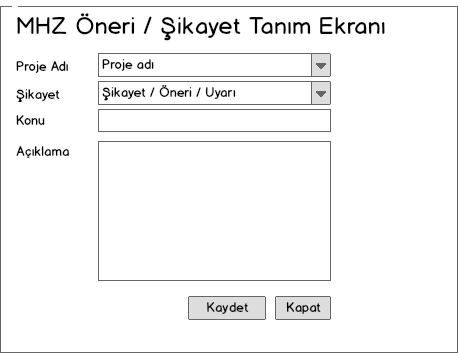 MHZ Öneri / Şikayet Tanım Ekranı
Proje Adı Proje adı
Şikayet Şikayet / Öneri / Uyarı
Konu
Açıklama
Kaydet Kapat